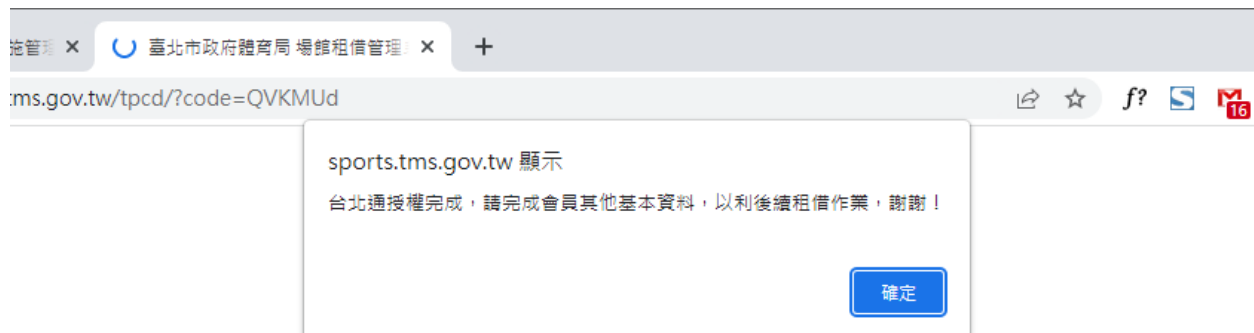 施管理
臺北市政府體育局 場館租借管理
tms.gov.tw/tpcd/?code=QVKMUd
f?
S
16
sports.tms.gov.tw 顯示
台北通授權完成，請完成會員其他基本資料，以利後續租借作業，謝謝！
確定